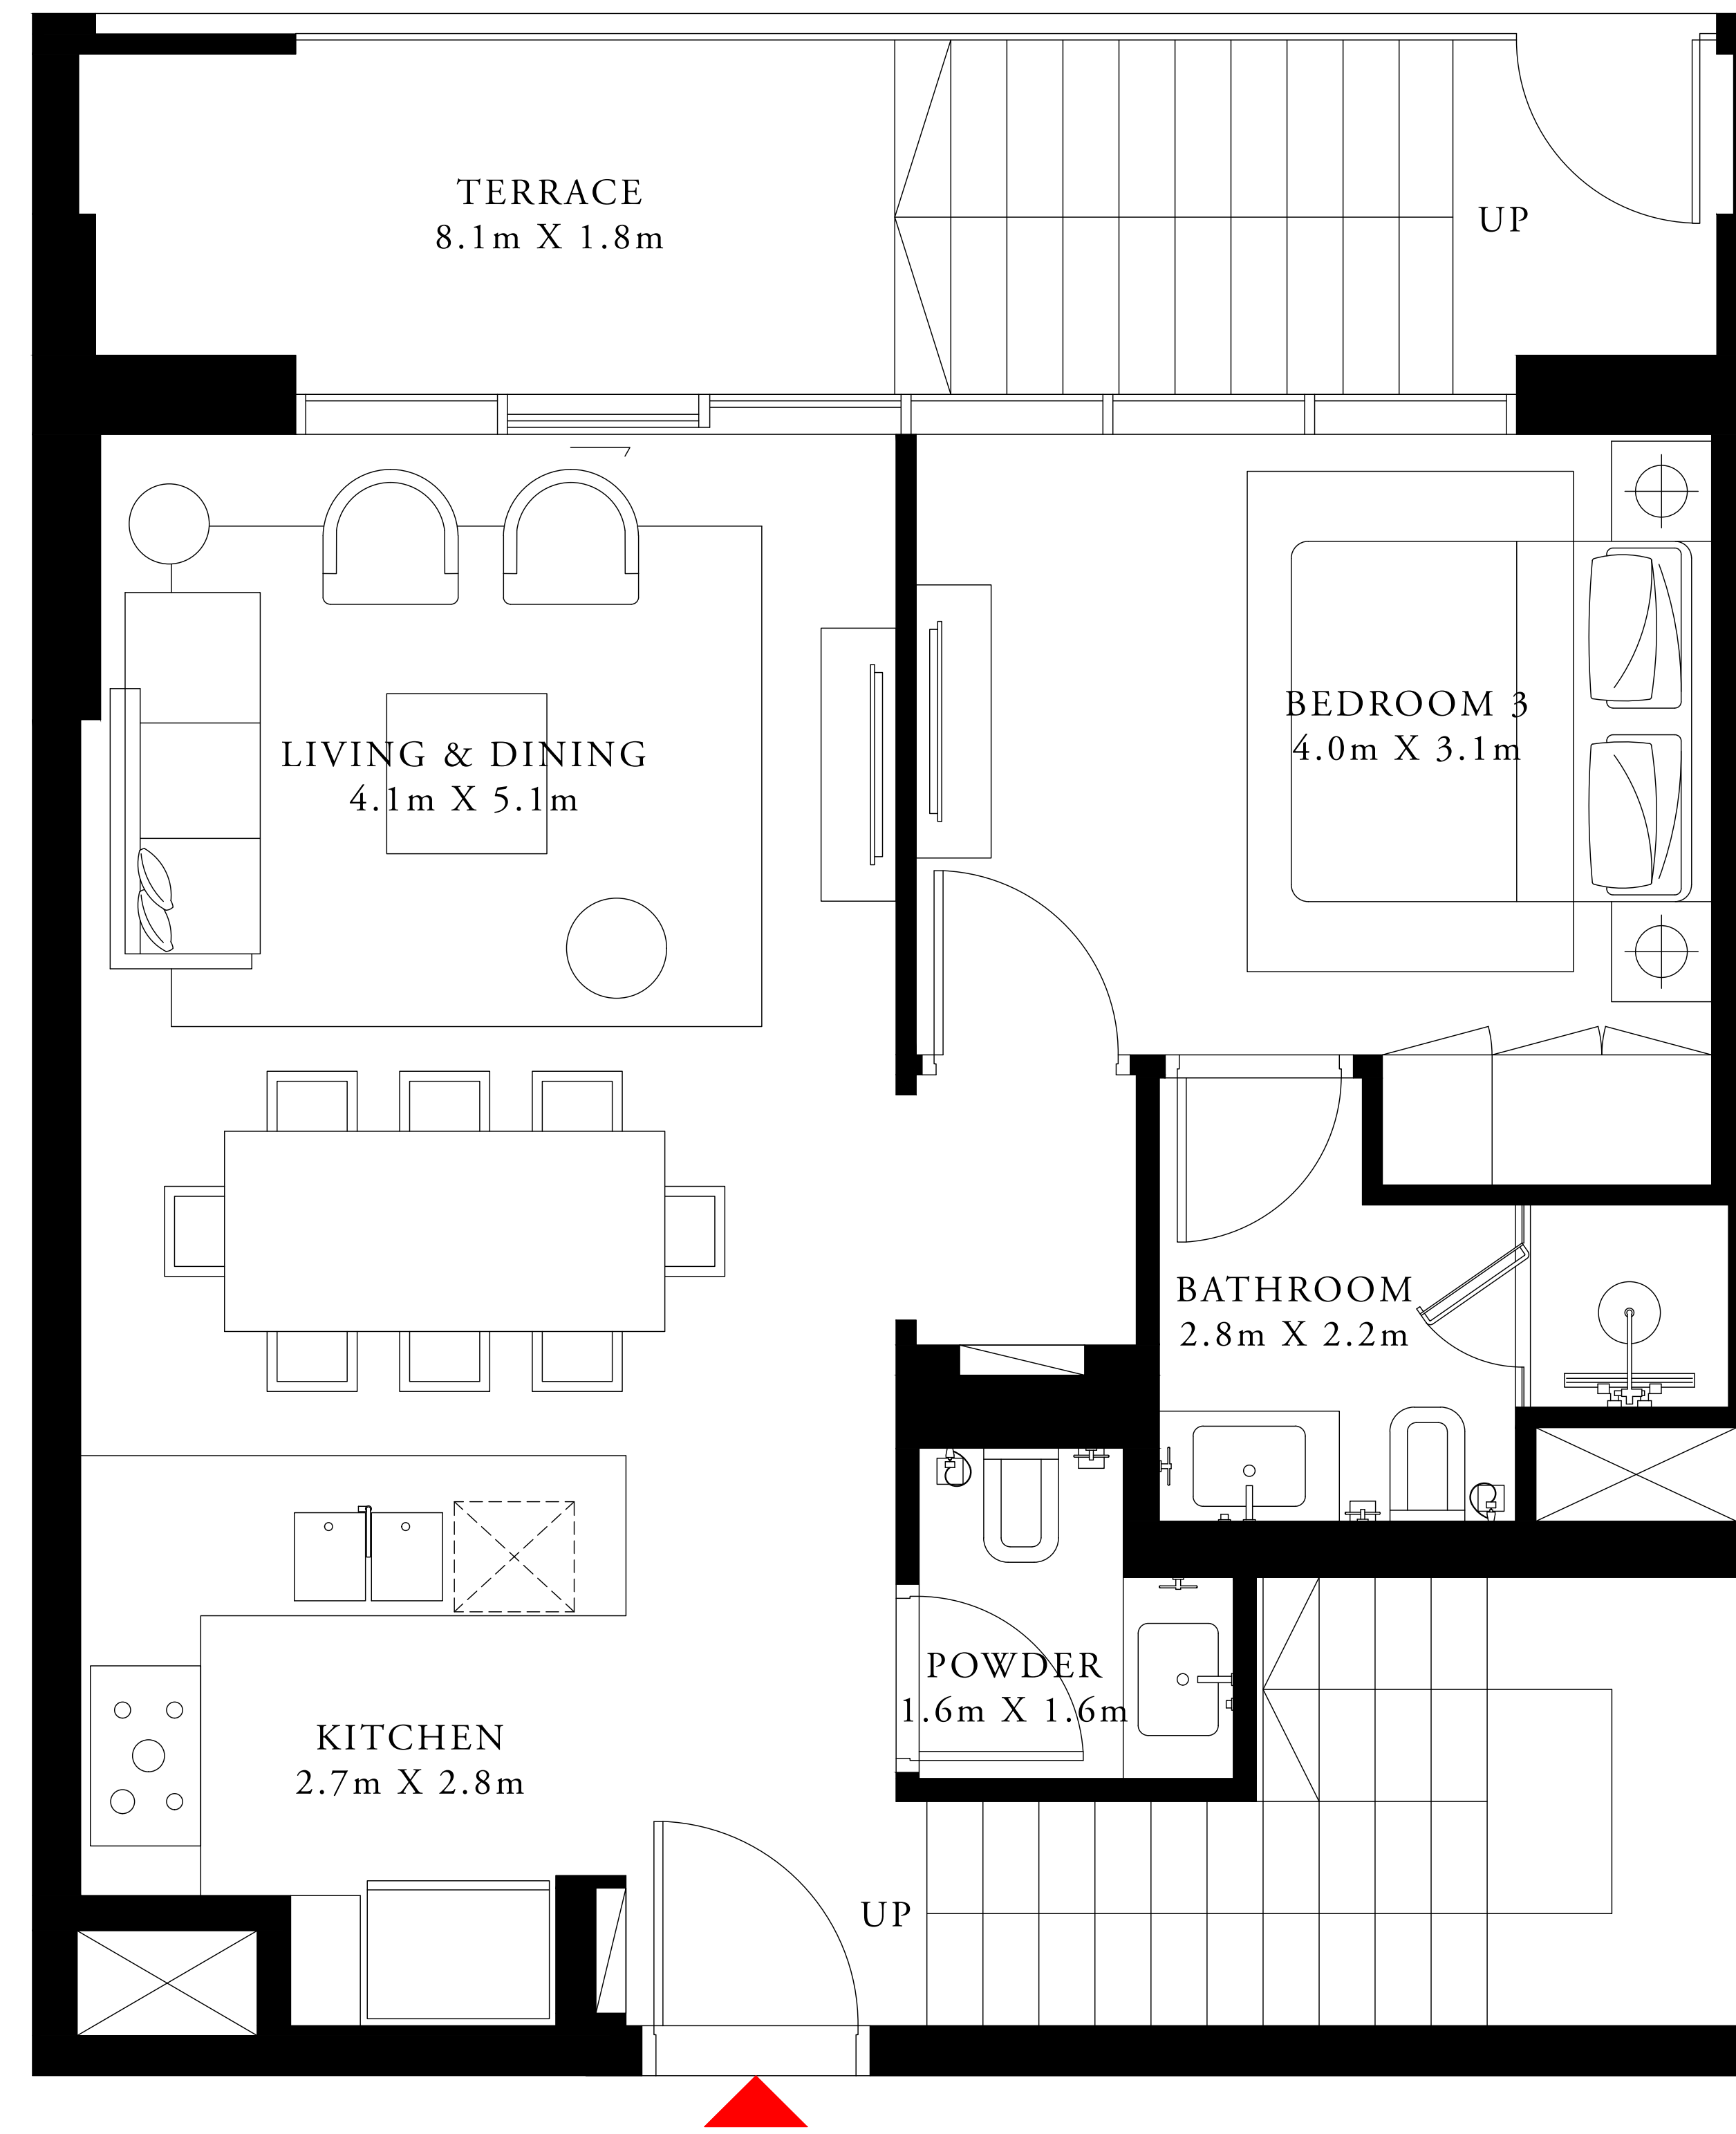 TERRACE
8.1m X 1.8m
UP
BEDROOM 3
4.0m X 3.1m
LIVING & DINING
4.1m X 5.1m
BATHROOM
2.8m X 2.2m
POWDER
1.6m X 1.6m
KITCHEN
2.7m X 2.8m
UP